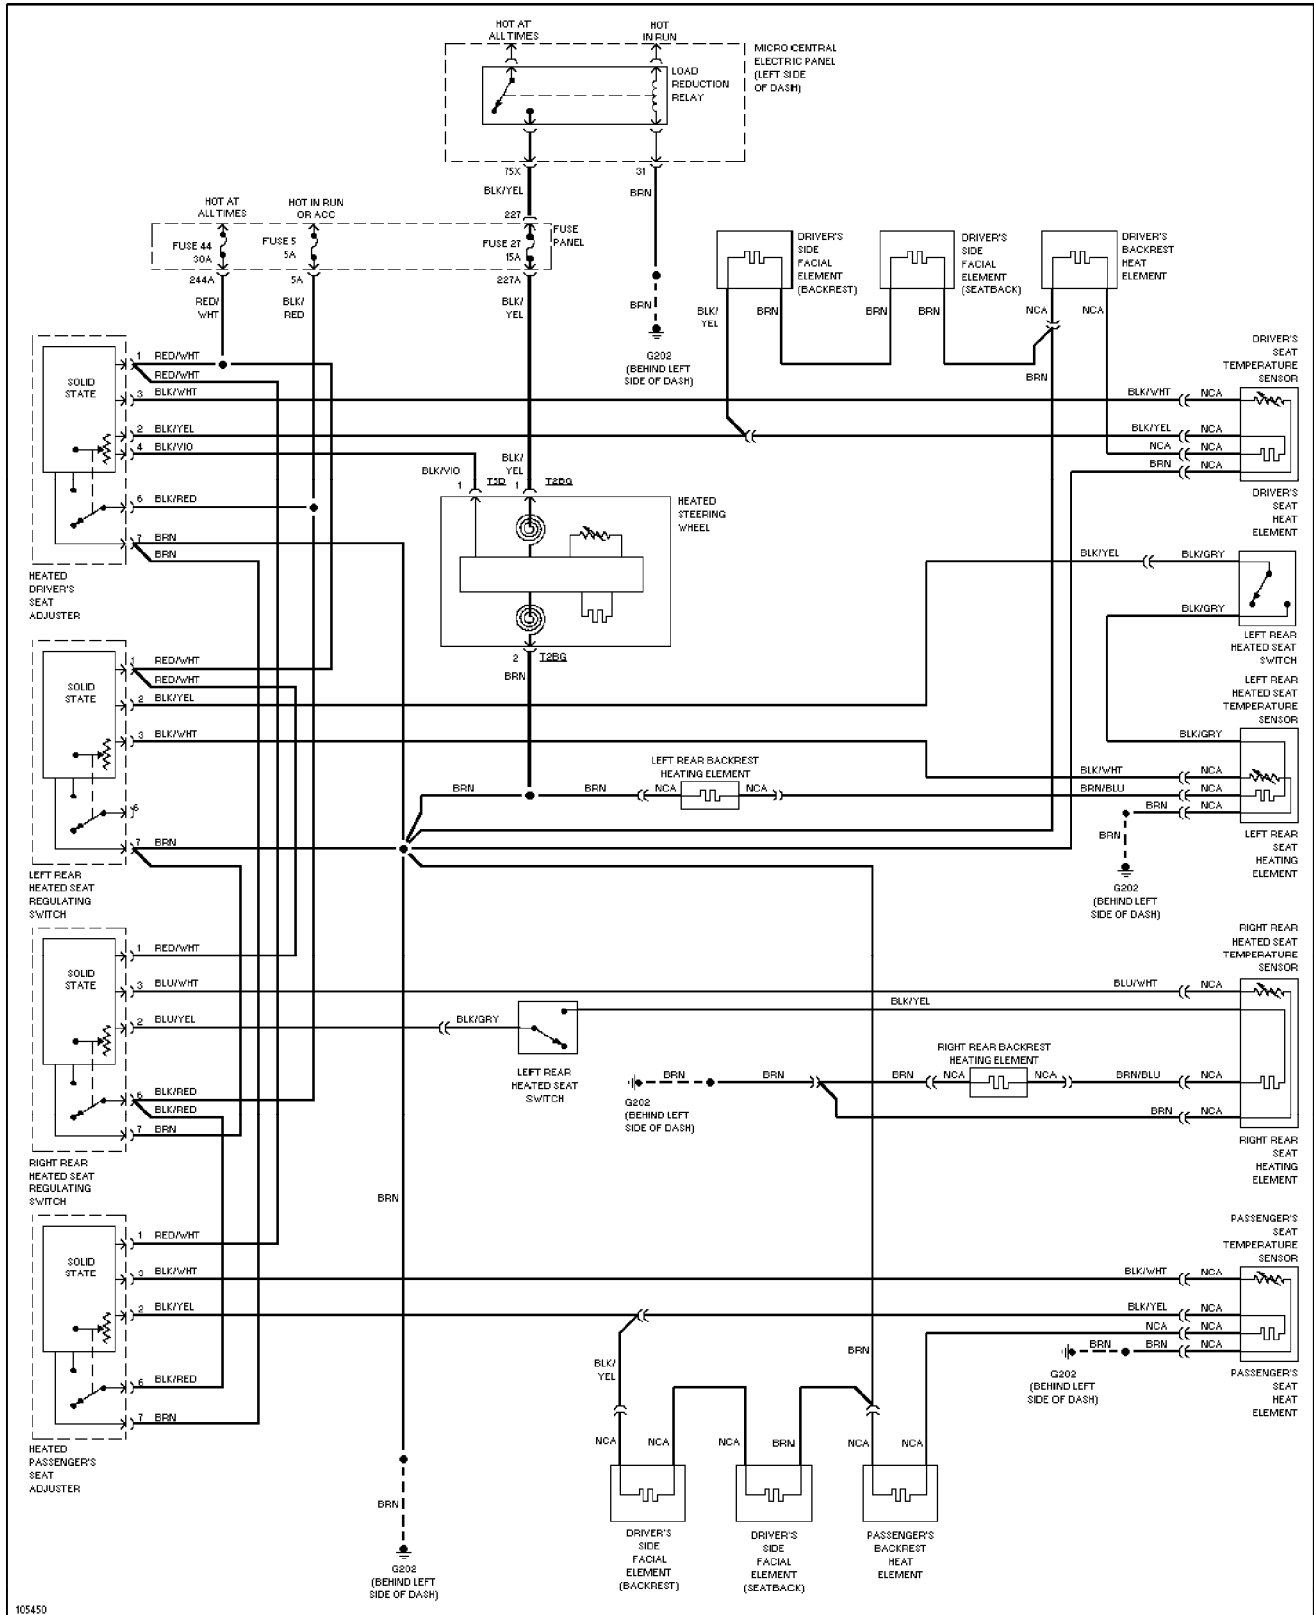 HOT AT
ALL TIMES
HOT
IN RUN
MICRO CENTRAL
ELECTRIC PANEL
(LEFT SIDE
OF DASH)
LOAD
REDUCTION
RELAY
75X
31
BLK/YEL
BRN
HOT AT
ALL TIMES
HOT IN RUN
OR ACC
227
FUSE
PANEL
FUSE 44
30A
FUSE 5
5A
FUSE 27
15A
244A
5A
227A
RED/
WHT
BLK/
RED
BLK/
YEL
BRN
G202
(BEHIND LEFT
SIDE OF DASH)
DRIVER'S
SIDE
FACIAL
ELEMENT
(BACKREST)
DRIVER'S
SIDE
FACIAL
ELEMENT
(SEATBACK)
DRIVER'S
BACKREST
HEAT
ELEMENT
BLK/
YEL
BRN
BRN
BRN
NCA
NCA
BRN
DRIVER'S
SEAT
TEMPERATURE
SENSOR
SOLID
STATE
1 RED/WHT
RED/WHT
3 BLK/WHT
2 BLK/YEL
4 BLK/VIO
6 BLK/RED
7 BRN
BRN
HEATED
DRIVER'S
SEAT
ADJUSTER
BLK/WHT NCA
BLK/YEL NCA
NCA NCA
BRN NCA
DRIVER'S
SEAT
HEAT
ELEMENT
BLK/VIO
BLK/
YEL
1 T5D
1 T2BG
HEATED
STEERING
WHEEL
2 T2BG
BRN
BLK/YEL BLK/GRY
BLK/GRY
LEFT REAR
HEATED SEAT
SWITCH
LEFT REAR
HEATED SEAT
TEMPERATURE
SENSOR
SOLID
STATE
1 RED/WHT
RED/WHT
2 BLK/YEL
3 BLK/WHT
6
7 BRN
LEFT REAR
HEATED SEAT
REGULATING
SWITCH
LEFT REAR BACKREST
HEATING ELEMENT
BRN BRN NCA NCA
BLK/GRY
BLK/WHT NCA
BRN/BLU NCA
BRN NCA
BRN
G202
(BEHIND LEFT
SIDE OF DASH)
LEFT REAR
SEAT
HEATING
ELEMENT
RIGHT REAR
HEATED SEAT
TEMPERATURE
SENSOR
SOLID
STATE
1 RED/WHT
3 BLU/WHT
2 BLU/YEL
6 BLK/RED
BLK/RED
7 BRN
RIGHT REAR
HEATED SEAT
REGULATING
SWITCH
BLK/GRY
LEFT REAR
HEATED SEAT
SWITCH
BLU/WHT NCA
BLK/YEL
RIGHT REAR BACKREST
HEATING ELEMENT
BRN BRN BRN NCA NCA BRN/BLU NCA
G202
(BEHIND LEFT
SIDE OF DASH)
BRN NCA
RIGHT REAR
SEAT
HEATING
ELEMENT
BRN
PASSENGER'S
SEAT
TEMPERATURE
SENSOR
SOLID
STATE
1 RED/WHT
3 BLK/WHT
2 BLK/YEL
6 BLK/RED
7 BRN
HEATED
PASSENGER'S
SEAT
ADJUSTER
BLK/WHT NCA
BLK/YEL NCA
NCA NCA
BRN BRN NCA
G202
(BEHIND LEFT
SIDE OF DASH)
PASSENGER'S
SEAT
HEAT
ELEMENT
BLK/
YEL
BRN
NCA
NCA
NCA
BRN
NCA
NCA
DRIVER'S
SIDE
FACIAL
ELEMENT
(BACKREST)
DRIVER'S
SIDE
FACIAL
ELEMENT
(SEATBACK)
PASSENGER'S
BACKREST
HEAT
ELEMENT
BRN
G202
(BEHIND LEFT
SIDE OF DASH)
105450